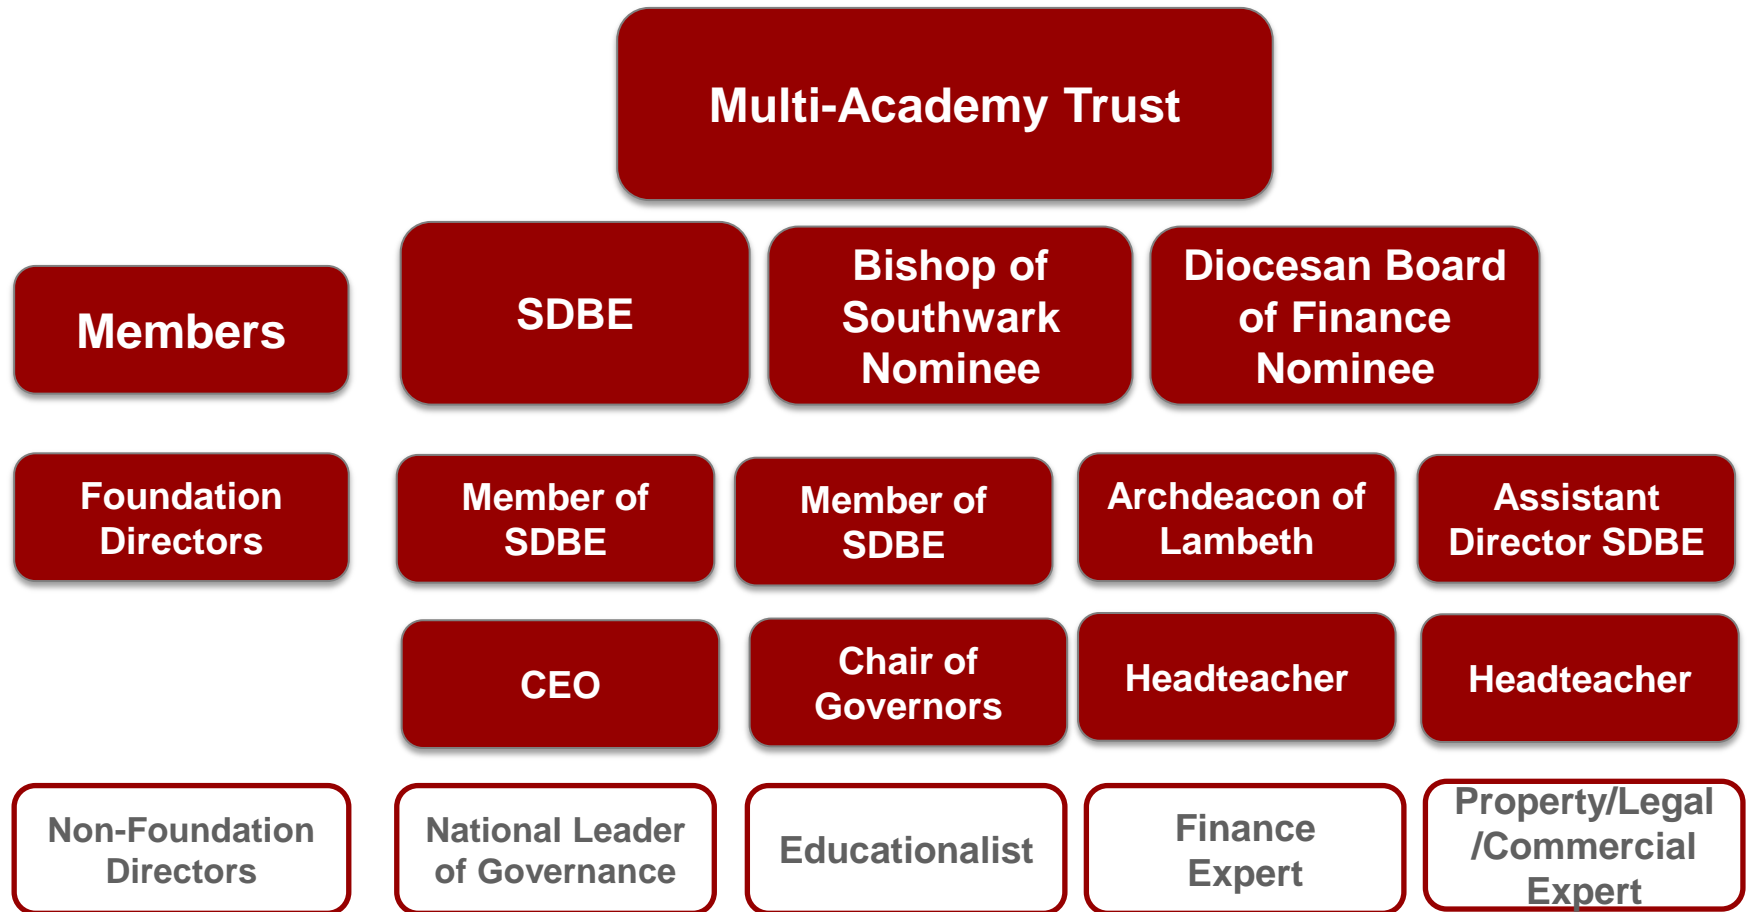 Multi-Academy Trust
Members
SDBE
Bishop of
Southwark
Nominee
Diocesan Board
of Finance
Nominee
Foundation
Directors
Member of
SDBE
Member of
SDBE
Archdeacon of
Lambeth
Assistant
Director SDBE
CEO
Chair of
Governors
Headteacher
Headteacher
Non-Foundation
Directors
National Leader
of Governance
Educationalist
Finance
Expert
Property/Legal
/Commercial
Expert